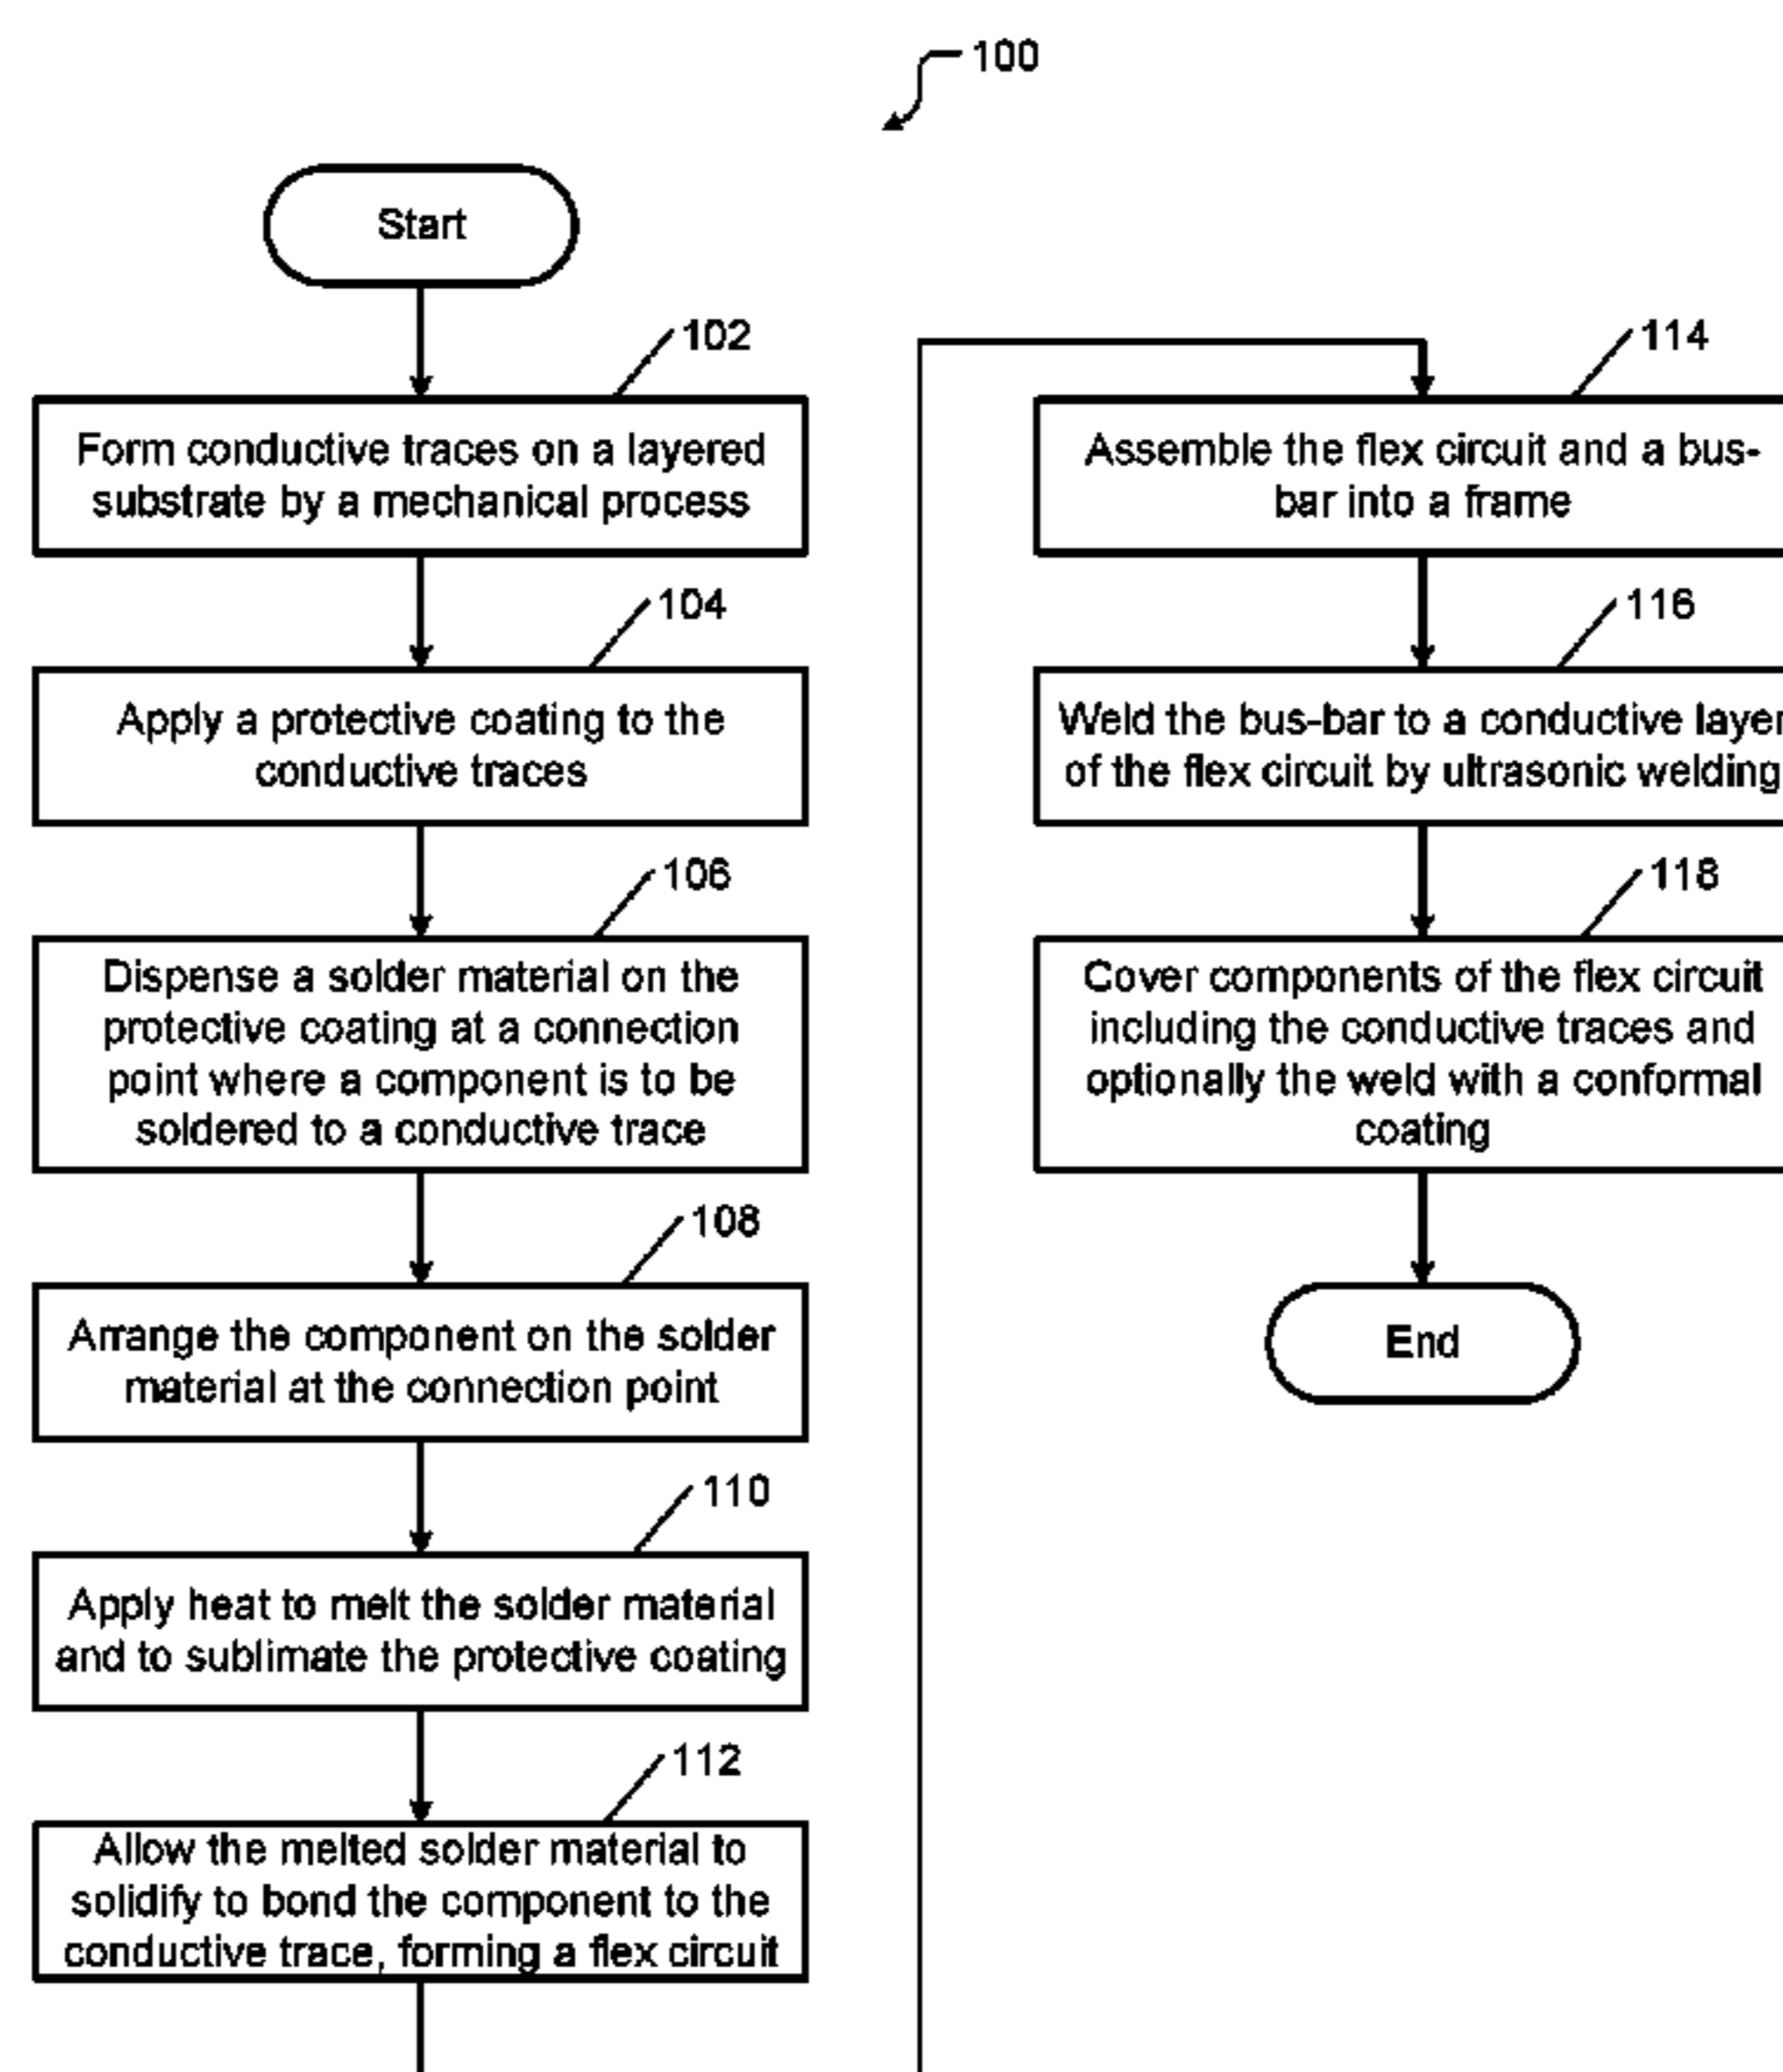 100
Start
102
Form conductive traces on a layered
substrate by a mechanical process
104
Apply a protective coating to the
conductive traces
106
Dispense a solder material on the
protective coating at a connection
point where a component is to be
soldered to a conductive trace
108
Arrange the component on the solder
material at the connection point
110
Apply heat to melt the solder material
and to sublimate the protective coating
112
Allow the melted solder material to
solidify to bond the component to the
conductive trace, forming a flex circuit
114
Assemble the flex circuit and a bus-
bar into a frame
116
Weld the bus-bar to a conductive layer
of the flex circuit by ultrasonic welding
118
Cover components of the flex circuit
including the conductive traces and
optionally the weld with a conformal
coating
End